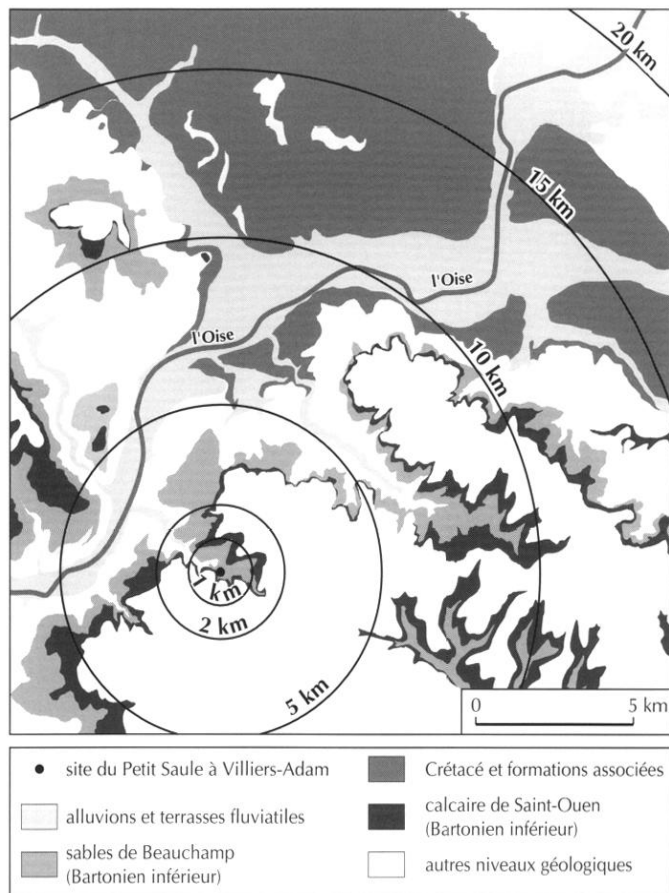 20 km
15 km
l'Oise
l'Oise
10 km
1 km
2 km
5 km
0 5 km
site du Petit Saule à Villiers-Adam
alluvions et terrasses fluviatiles
sables de Beauchamp
(Bartonien inférieur)
Crétacé et formations associées
calcaire de Saint-Ouen
(Bartonien inférieur)
autres niveaux géologiques